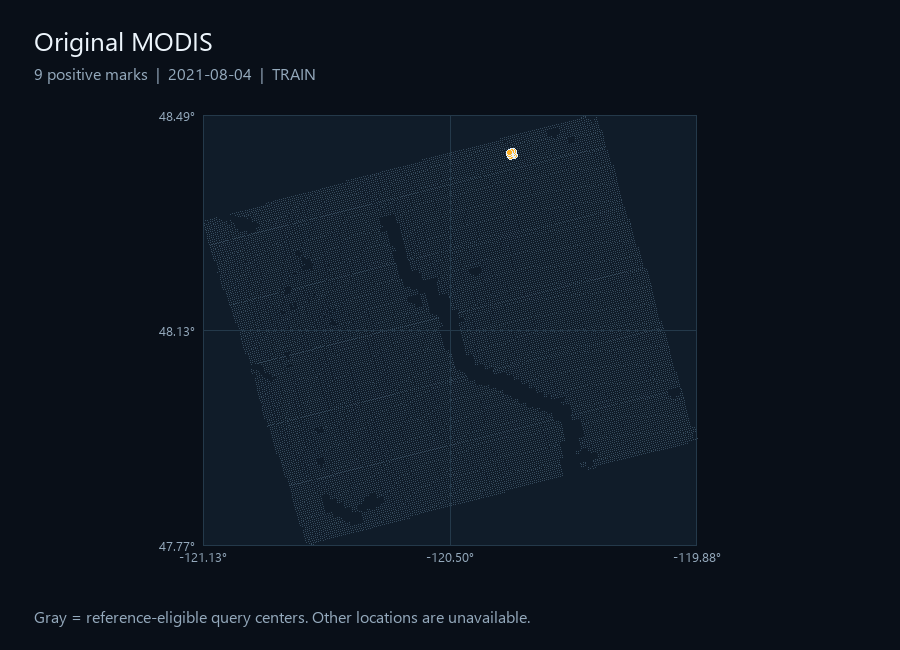 Original MODIS
9 positive marks | 2021-08-04 | TRAIN
48.49°
48.13°
47.77°
-121.13°
-120.50°
-119.88°
Gray = reference-eligible query centers. Other locations are unavailable.